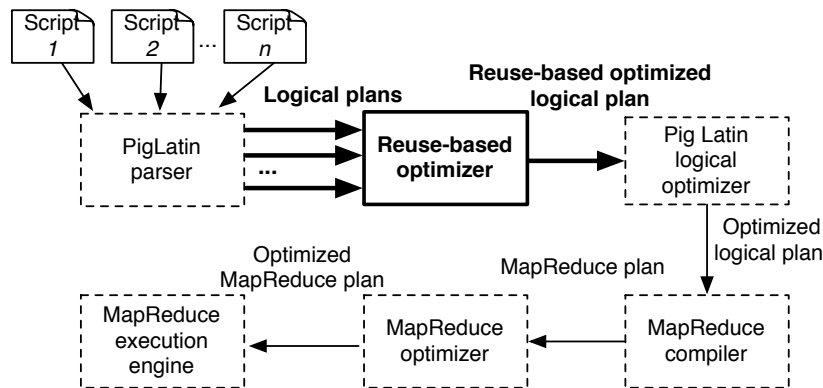 Script
1
Script
2
...
Script
n
Logical plans
Reuse-based optimized
logical plan
PigLatin
parser
...
Reuse-based
optimizer
Pig Latin
logical
optimizer
Optimized
logical plan
Optimized
MapReduce plan
MapReduce plan
MapReduce
execution
engine
MapReduce
optimizer
MapReduce
compiler